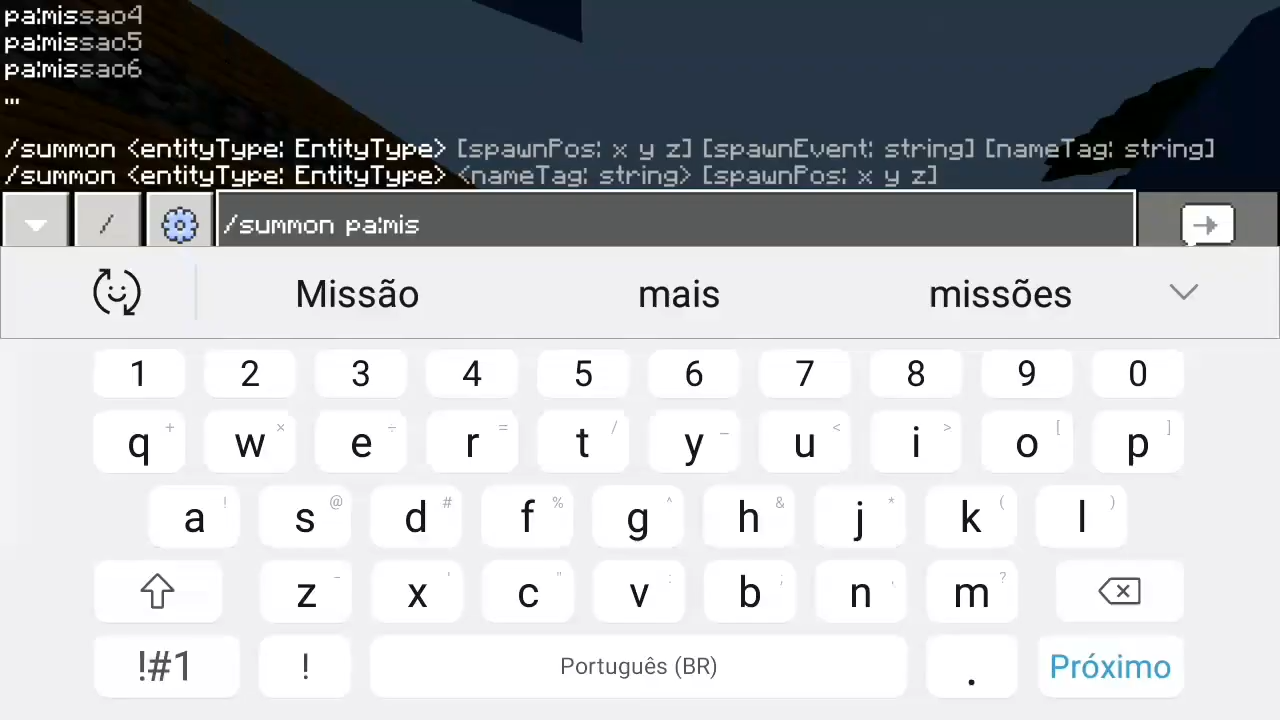 pa:missao4
pa:missao5
pa:missao6
...
/summon <entityType: EntityType> [spawnPos: x y z] [spawnEvent: string] [nameTag: string]
/summon <entityType: EntityType> <nameTag: string> [spawnPos: x y z]
/ /summon pa:mis
Missão mais missões
1 2 3 4 5 6 7 8 9 0
q + w × e ÷ r = t / y _ u < i > o [ p ]
a ! s @ d # f % g ^ h & j * k ( l )
z - x ' c " v : b ; n , m ?
!#1 ! Português (BR) . Próximo